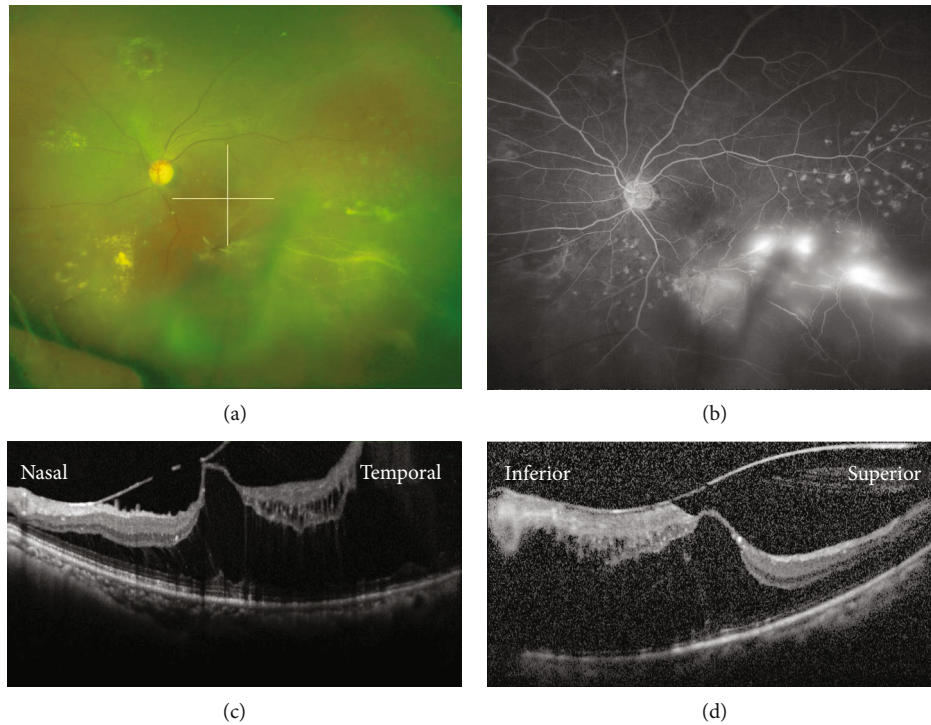 (a)
(b)
Nasal
Temporal
Inferior
Superior
(c)
(d)